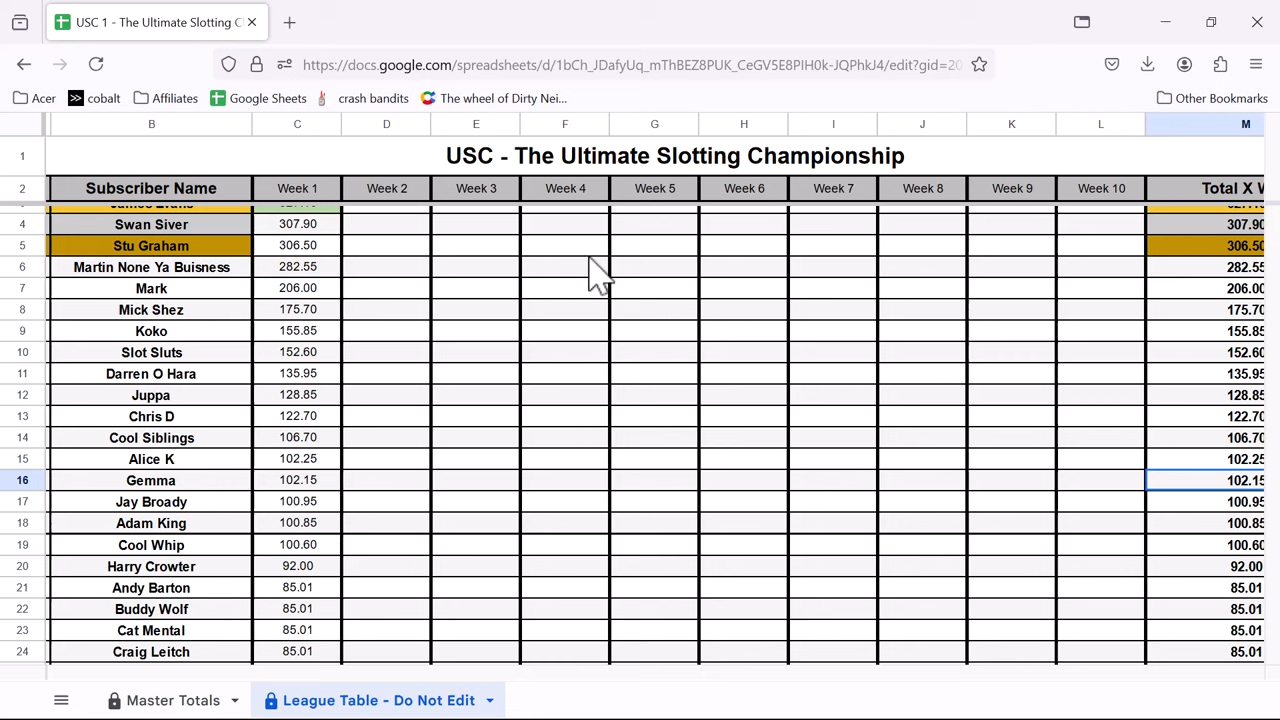 USC 1 - The Ultimate Slotting C
https://docs.google.com/spreadsheets/d/1bCh_JDafyUq_mThBEZ8PUK_CeGV5E8PIH0k-JQPhkJ4/edit?gid=20
Acer cobalt Affiliates Google Sheets crash bandits The wheel of Dirty Nei... Other Bookmarks
B C D E F G H I J K L M
1 USC - The Ultimate Slotting Championship
2 Subscriber Name Week 1 Week 2 Week 3 Week 4 Week 5 Week 6 Week 7 Week 8 Week 9 Week 10 Total X W
4 Swan Siver 307.90 307.90
5 Stu Graham 306.50 306.50
6 Martin None Ya Buisness 282.55 282.55
7 Mark 206.00 206.00
8 Mick Shez 175.70 175.70
9 Koko 155.85 155.85
10 Slot Sluts 152.60 152.60
11 Darren O Hara 135.95 135.95
12 Juppa 128.85 128.85
13 Chris D 122.70 122.70
14 Cool Siblings 106.70 106.70
15 Alice K 102.25 102.25
16 Gemma 102.15 102.15
17 Jay Broady 100.95 100.95
18 Adam King 100.85 100.85
19 Cool Whip 100.60 100.60
20 Harry Crowter 92.00 92.00
21 Andy Barton 85.01 85.01
22 Buddy Wolf 85.01 85.01
23 Cat Mental 85.01 85.01
24 Craig Leitch 85.01 85.01
Master Totals League Table - Do Not Edit